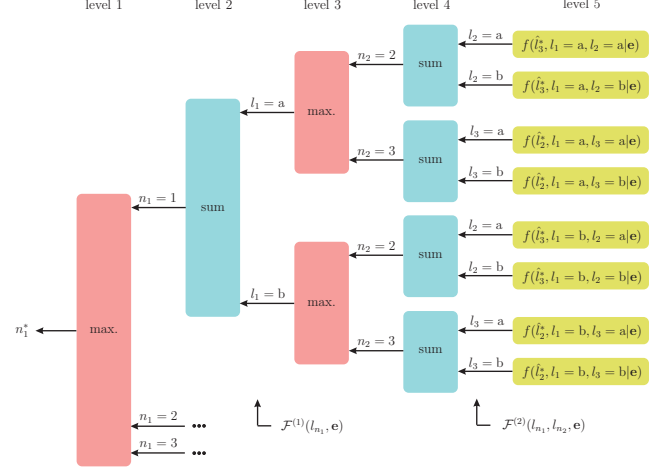 level 1 level 2 level 3 level 4 level 5
l₂ = a f(l̂₃*, l₁ = a, l₂ = a|e)
n₂ = 2 sum
l₂ = b f(l̂₃*, l₁ = a, l₂ = b|e)
l₁ = a max.
l₃ = a f(l̂₂*, l₁ = a, l₃ = a|e)
n₂ = 3 sum
l₃ = b f(l̂₂*, l₁ = a, l₃ = b|e)
n₁ = 1 sum
l₂ = a f(l̂₃*, l₁ = b, l₂ = a|e)
n₂ = 2 sum
l₂ = b f(l̂₃*, l₁ = b, l₂ = b|e)
l₁ = b max.
l₃ = a f(l̂₂*, l₁ = b, l₃ = a|e)
n₁* max.
n₂ = 3 sum
l₃ = b f(l̂₂*, l₁ = b, l₃ = b|e)
n₁ = 2 •••
ℱ⁽¹⁾(lₙ₁, e) ℱ⁽²⁾(lₙ₁, lₙ₂, e)
n₁ = 3 •••